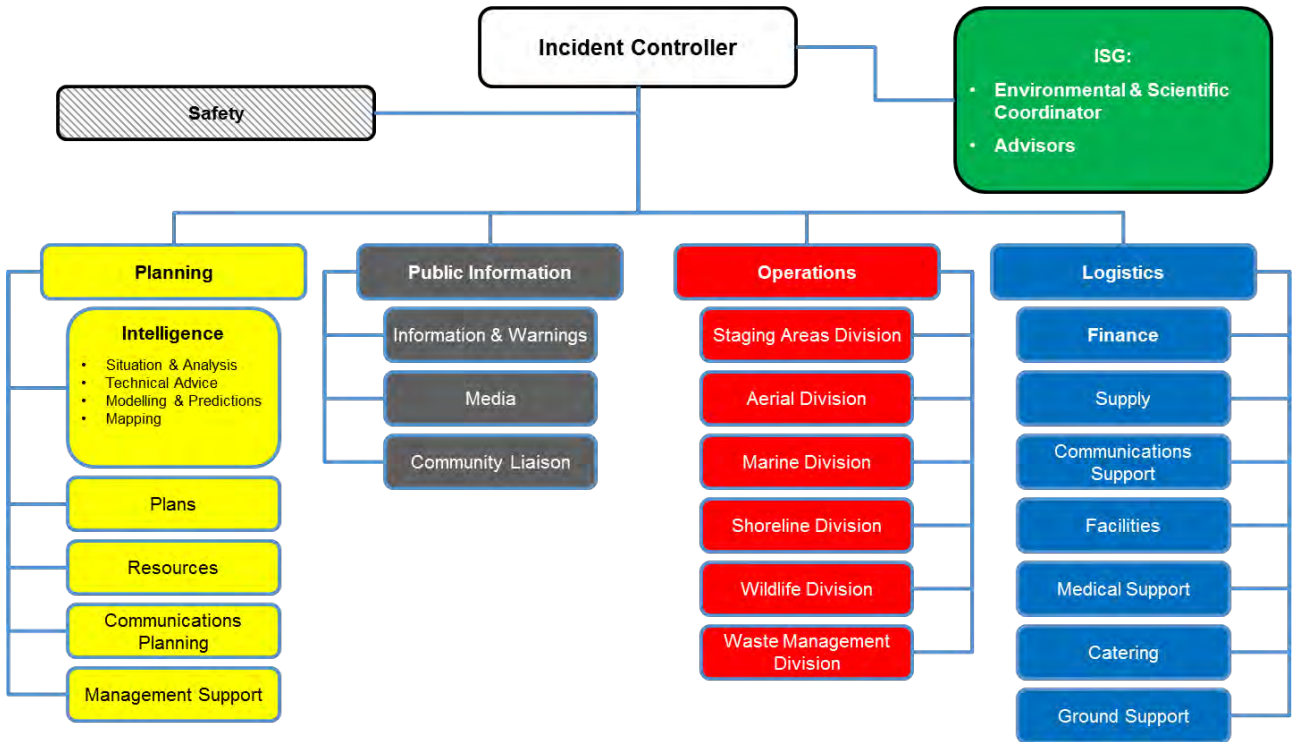 Incident Controller
ISG:
• Environmental & Scientific
Coordinator
• Advisors
Safety
Planning
Intelligence
• Situation & Analysis
• Technical Advice
• Modelling & Predictions
• Mapping
Plans
Resources
Communications
Planning
Management Support
Public Information
Information & Warnings
Media
Community Liaison
Operations
Staging Areas Division
Aerial Division
Marine Division
Shoreline Division
Wildlife Division
Waste Management
Division
Logistics
Finance
Supply
Communications
Support
Facilities
Medical Support
Catering
Ground Support